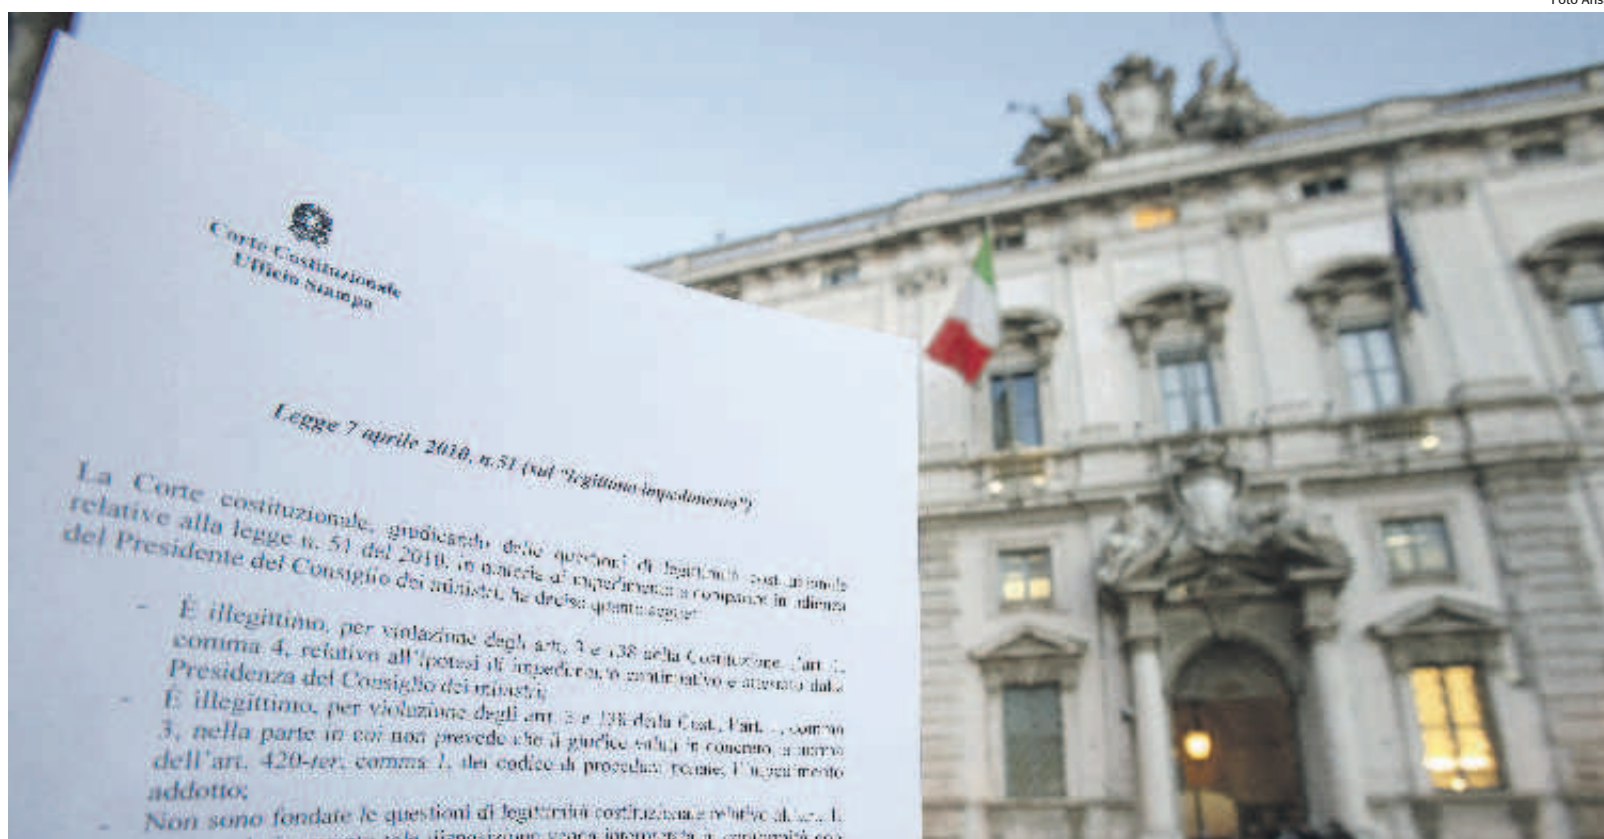 Foto Ans
Corte Costituzionale
Ufficio Stampa
Legge 7 aprile 2010, n.51 (sul "legittimo impedimento")
La Corte costituzionale, giudicando delle questioni di legittimità costituzionale
relative alla legge n. 51 del 2010, in materia di impedimento a comparire in udienza
del Presidente del Consiglio dei ministri, ha deciso quanto segue:
- È illegittimo, per violazione degli artt. 3 e 138 della Costituzione, l'art. 1,
comma 4, relativo all'ipotesi di impedimento continuativo e attestato dalla
Presidenza del Consiglio dei ministri;
- È illegittimo, per violazione degli artt. 3 e 138 della Cost., l'art. comma
3, nella parte in cui non prevede che il giudice valuti in concreto, a norma
dell'art. 420-ter, comma 1, del codice di procedura penale, l'impedimento
addotto;
- Non sono fondate le questioni di legittimità costituzionale relative
disposizione